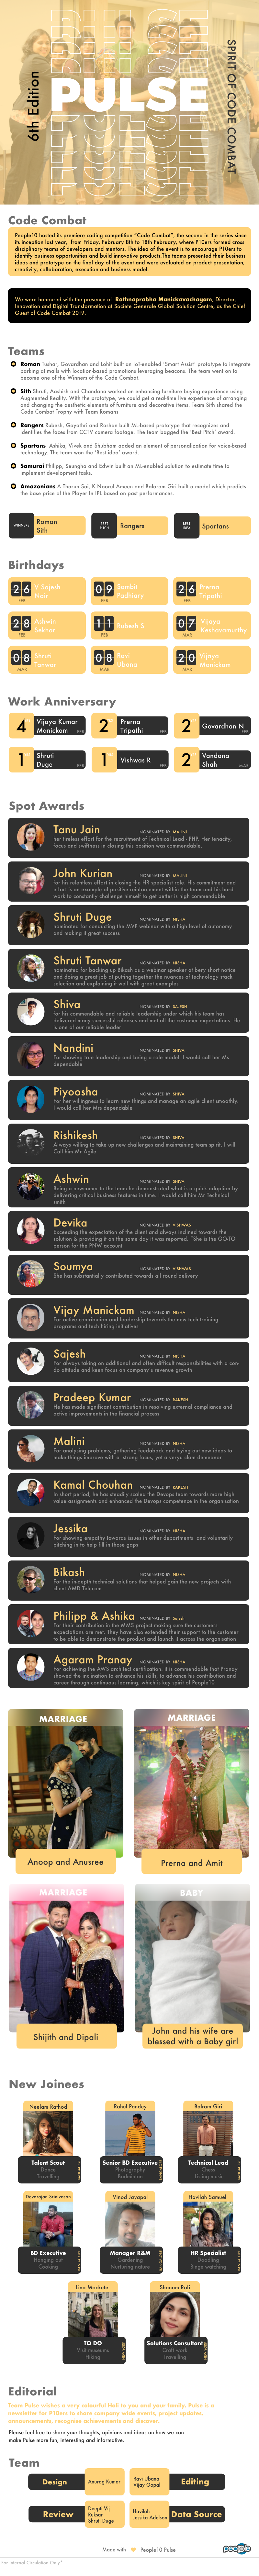 6th Edition
PULSE
SPIRIT OF CODE COMBAT
Code Combat
People10 hosted its premiere coding competition "Code Combat", the second in the series since
its inception last year, from Friday, February 8th to 18th February, where P10ers formed cross
disciplinary teams of developers and mentors. The idea of the event is to encourage P10ers to
identify business opportunities and build innovative products.The teams presented their business
ideas and prototype on the final day of the event and were evaluated on product presentation,
creativity, collaboration, execution and business model.
We were honoured with the presence of Rathnaprabha Manickavachagam, Director,
Innovation and Digital Transformation at Societe Generale Global Solution Centre, as the Chief
Guest of Code Combat 2019.
Teams
Roman Tushar, Govardhan and Lohit built an IoT-enabled 'Smart Assist' parking system to integrate
parking at malls with location-based promotions leveraging beacons. The team went on to
become one of the Winners of the Code Combat.
Sith Shruti, Aashish and Chandana worked on enhancing furniture buying experience using
Augmented Reality. With the prototype, we could get a real-time live experience of arranging
and changing the aesthetic elements and furniture of a room. Team Sith shared the
Code Combat Trophy with Team Romans
Rangers Rubesh, Gayathri and Roshan built ML-based prototype that recognizes and
identifies the faces from CCTV camera footage. The team bagged the 'Best Pitch' award.
Spartans Ashika, Vivek and Shubham added an element of personalization for voice-based
technology. The team won the 'Best idea' award.
Samurai Philipp, Seungha and Edwin built an ML-enabled solution to estimate time to
implement development tasks.
Amazonians A Tharun Sai, K Noorul Ameen and Balaram Giri built a model which predicts
the base price of the Player in IPL based on past performances.
WINNERS Roman Sith
BEST PITCH Rangers
BEST IDEA Spartans
Birthdays
26 FEB V Sajesh Nair
09 FEB Sambit Padhiary
26 FEB Prerna Tripathi
28 FEB Ashwin Sekhar
11 FEB Rubesh S
07 MAR Vijaya Keshavamurthy
08 MAR Shruti Tanwar
08 MAR Ravi Ubana
20 MAR Vijaya Manickam
Work Anniversary
4 Vijaya Kumar Manickam FEB
2 Prerna Tripathi FEB
2 Govardhan N FEB
1 Shruti Duge FEB
1 Vishwas R FEB
2 Vandana Shah MAR
Spot Awards
Tanu Jain NOMINATED BY MALINI
her tireless effort for the recruitment of Technical Lead - PHP. Her tenacity,
focus and swiftness in closing this position was commendable.
John Kurian NOMINATED BY MALINI
for his relentless effort in closing the HR specialist role. His commitment and
effort is an example of positive reinforcement within the team and his hard
work to constantly challenge himself to get better is high commendable
Shruti Duge NOMINATED BY NISHA
nominated for conducting the MVP webinar with a high level of autonomy
and making it great success
Shruti Tanwar NOMINATED BY NISHA
nominated for backing up Bikash as a webinar speaker at very short notice
and doing a great job at putting together the nuances of technology stack
selection and explaining it well with great examples
Shiva NOMINATED BY SAJESH
for his commendable and reliable leadership under which his team has
delivered many successful releases and met all the customer expectations. He
is one of our reliable leader
Nandini NOMINATED BY SHIVA
For showing true leadership and being a role model. I would call her Ms
dependable
Piyoosha NOMINATED BY SHIVA
For her willingness to learn new things and manage an agile client smoothly.
I would call her Mrs dependable
Rishikesh NOMINATED BY SHIVA
Always willing to take up new challenges and maintaining team spirit. I will
Call him Mr Agile
Ashwin NOMINATED BY SHIVA
Being a newcomer to the team he demonstrated what is a quick adoption by
delivering critical business features in time. I would call him Mr Technical
smith
Devika NOMINATED BY VISHWAS
Exceeding the expectation of the client and always inclined towards the
solution & providing it on the same day it was reported. "She is the GO-TO
person for the PNW account
Soumya NOMINATED BY VISHWAS
She has substantially contributed towards all round delivery
Vijay Manickam NOMINATED BY NISHA
For active contribution and leadership towards the new tech training
programs and tech hiring initiatives
Sajesh NOMINATED BY NISHA
For always taking on additional and often difficult responsibilities with a can-
do attitude and keen focus on company's revenue growth
Pradeep Kumar NOMINATED BY RAKESH
He has made significant contribution in resolving external compliance and
active improvements in the financial process
Malini NOMINATED BY NISHA
For analysing problems, gathering feedback and trying out new ideas to
make things improve with a strong focus, yet a very calm demeanor
Kamal Chouhan NOMINATED BY RAKESH
In short period, he has steadily scaled the Devops team towards more high
value assignments and enhanced the Devops competence in the organisation
Jessika NOMINATED BY NISHA
For showing empathy towards issues in other departments and voluntarily
pitching in to help fill in those gaps
Bikash NOMINATED BY NISHA
For the in-depth technical solutions that helped gain the new projects with
client AMD Telecom
Philipp & Ashika NOMINATED BY Sajesh
For their contribution in the MMS project making sure the customers
expectations are met. They have also extended their support to the customer
to be able to demonstrate the product and launch it across the organisation
Agaram Pranay NOMINATED BY NISHA
For achieving the AWS architect certification. It is commendable that Pranay
showed the inclination to enhance his skills, to advance his contribution and
career through continuous learning, which is key spirit of People10
MARRIAGE
Anoop and Anusree
MARRIAGE
Prerna and Amit
MARRIAGE
Shijith and Dipali
BABY
John and his wife are
blessed with a Baby girl
New Joinees
Neelam Rathod
Talent Scout
Dance
Travelling
Rahul Pandey
Senior BD Executive
Photography
Badminton
Balram Giri
Technical Lead
Chess
Listing music
Devarajan Srinivasan
BD Executive
Hanging out
Cooking
Vinod Jayapal
Manager R&M
Gardening
Nurturing nature
Havilah Samuel
HR Specialist
Doodling
Binge watching
Lina Mockute
TO DO
Visit museums
Hiking
Shanam Rafi
Solutions Consultant
Craft work
Travelling
Editorial
Team Pulse wishes a very colourful Holi to you and your family. Pulse is a
newsletter for P10ers to share company wide events, project updates,
announcements, recognise achievements and discover.
Please feel free to share your thoughts, opinions and ideas on how we can
make Pulse more fun, interesting and informative.
Team
Design Anurag Kumar
Ravi Ubana Vijay Gopal Editing
Review Deepti Vij Ruksar Shruti Duge
Havilah Jessika Adelson Data Source
Made with People10 Pulse
people10
For Internal Circulation Only*